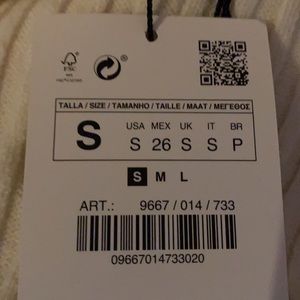 FSC
TALLA / SIZE / TAMANHO / TAILLE / MAAT / ΜΕΓΕΘΟΣ
S
USA MEX UK IT BR
S 26 S S P
S M L
ART.: 9667 / 014 / 733
09667014733020